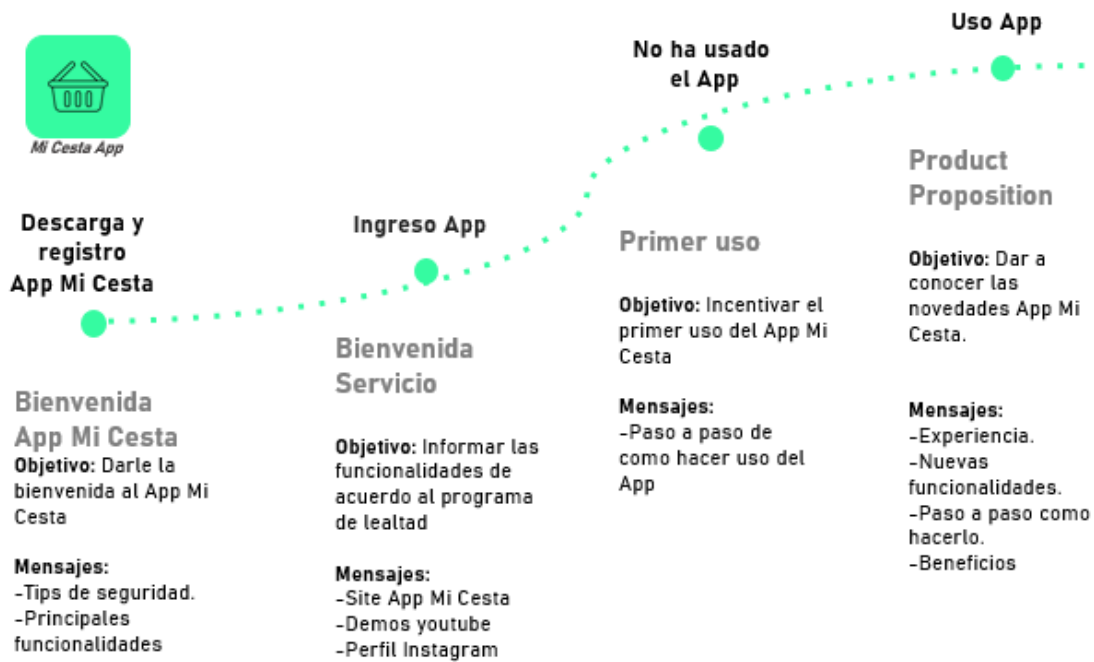 Mi Cesta App
Descarga y
registro
App Mi Cesta
Bienvenida
App Mi Cesta
Objetivo: Darle la
bienvenida al App Mi
Cesta
Mensajes:
-Tips de seguridad.
-Principales
funcionalidades
Ingreso App
Bienvenida
Servicio
Objetivo: Informar las
funcionalidades de
acuerdo al programa
de lealtad
Mensajes:
-Site App Mi Cesta
-Demos youtube
-Perfil Instagram
No ha usado
el App
Primer uso
Objetivo: Incentivar el
primer uso del App Mi
Cesta
Mensajes:
-Paso a paso de
como hacer uso del
App
Uso App
Product
Proposition
Objetivo: Dar a
conocer las
novedades App Mi
Cesta.
Mensajes:
-Experiencia.
-Nuevas
funcionalidades.
-Paso a paso como
hacerlo.
-Beneficios